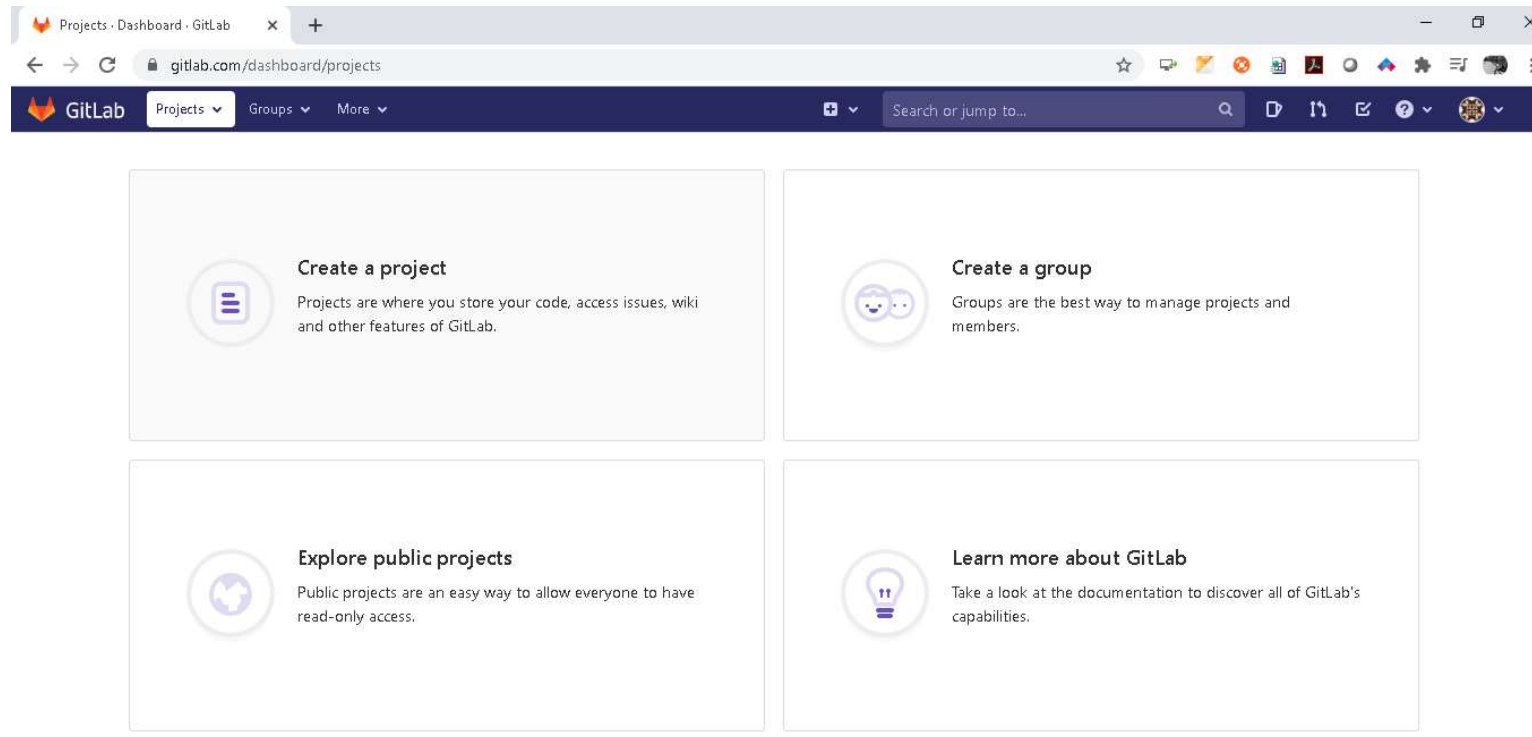 Projects · Dashboard · GitLab
gitlab.com/dashboard/projects
GitLab Projects Groups More Search or jump to...
Create a project
Projects are where you store your code, access issues, wiki
and other features of GitLab.
Create a group
Groups are the best way to manage projects and
members.
Explore public projects
Public projects are an easy way to allow everyone to have
read-only access.
Learn more about GitLab
Take a look at the documentation to discover all of GitLab's
capabilities.